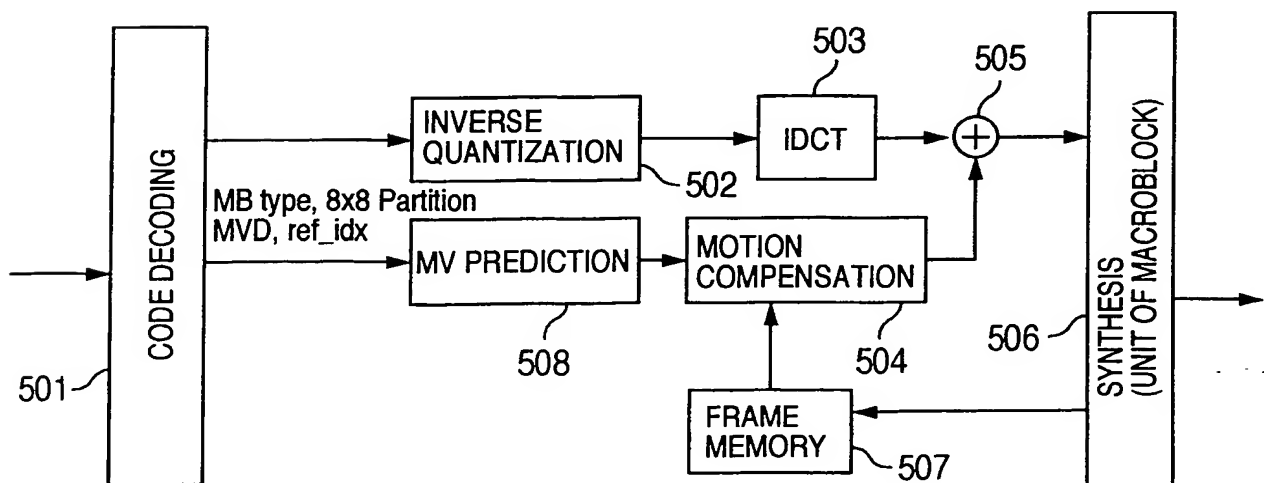 503
505
INVERSE
QUANTIZATION
IDCT
502
CODE DECODING
MB type, 8x8 Partition
MVD, ref_idx
MV PREDICTION
MOTION
COMPENSATION
SYNTHESIS
(UNIT OF MACROBLOCK)
508
504
506
501
FRAME
MEMORY
507